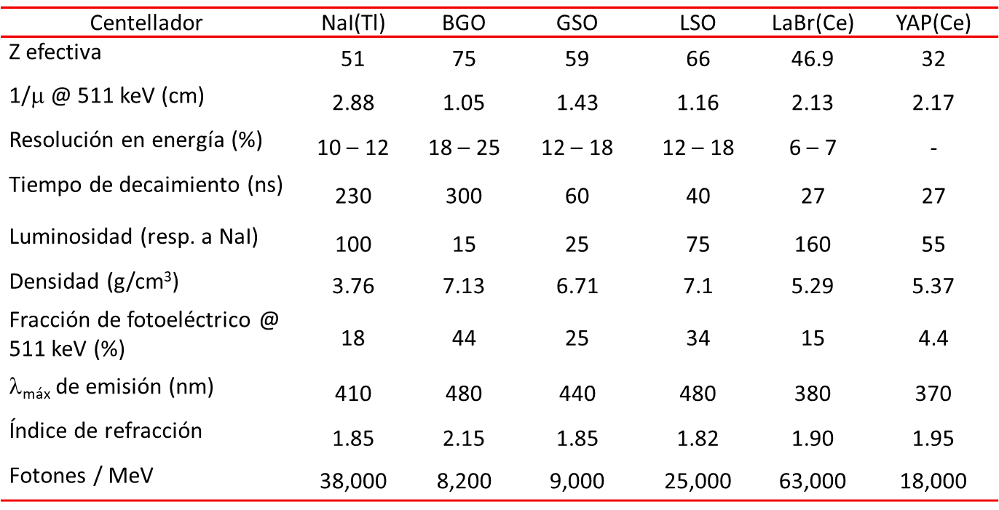 Centellador NaI(Tl) BGO GSO LSO LaBr(Ce) YAP(Ce)
Z efectiva 51 75 59 66 46.9 32
1/μ @ 511 keV (cm) 2.88 1.05 1.43 1.16 2.13 2.17
Resolución en energía (%) 10 – 12 18 – 25 12 – 18 12 – 18 6 – 7 -
Tiempo de decaimiento (ns) 230 300 60 40 27 27
Luminosidad (resp. a NaI) 100 15 25 75 160 55
Densidad (g/cm³) 3.76 7.13 6.71 7.1 5.29 5.37
Fracción de fotoeléctrico @
511 keV (%) 18 44 25 34 15 4.4
λmáx de emisión (nm) 410 480 440 480 380 370
Índice de refracción 1.85 2.15 1.85 1.82 1.90 1.95
Fotones / MeV 38,000 8,200 9,000 25,000 63,000 18,000